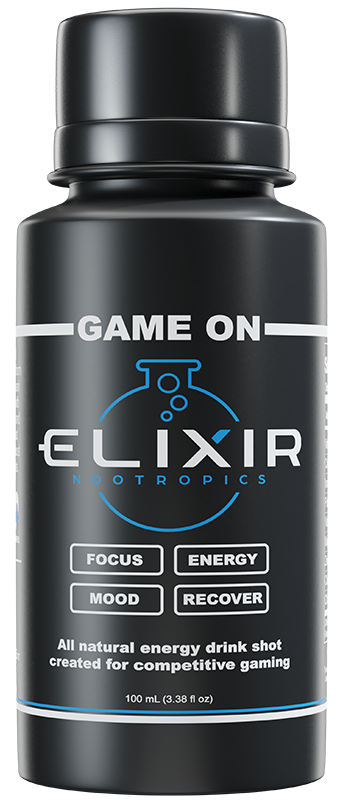 GAME ON
ELIXIR
NOOTROPICS
FOCUS ENERGY
MOOD RECOVER
All natural energy drink shot
created for competitive gaming
100 mL (3.38 fl oz)